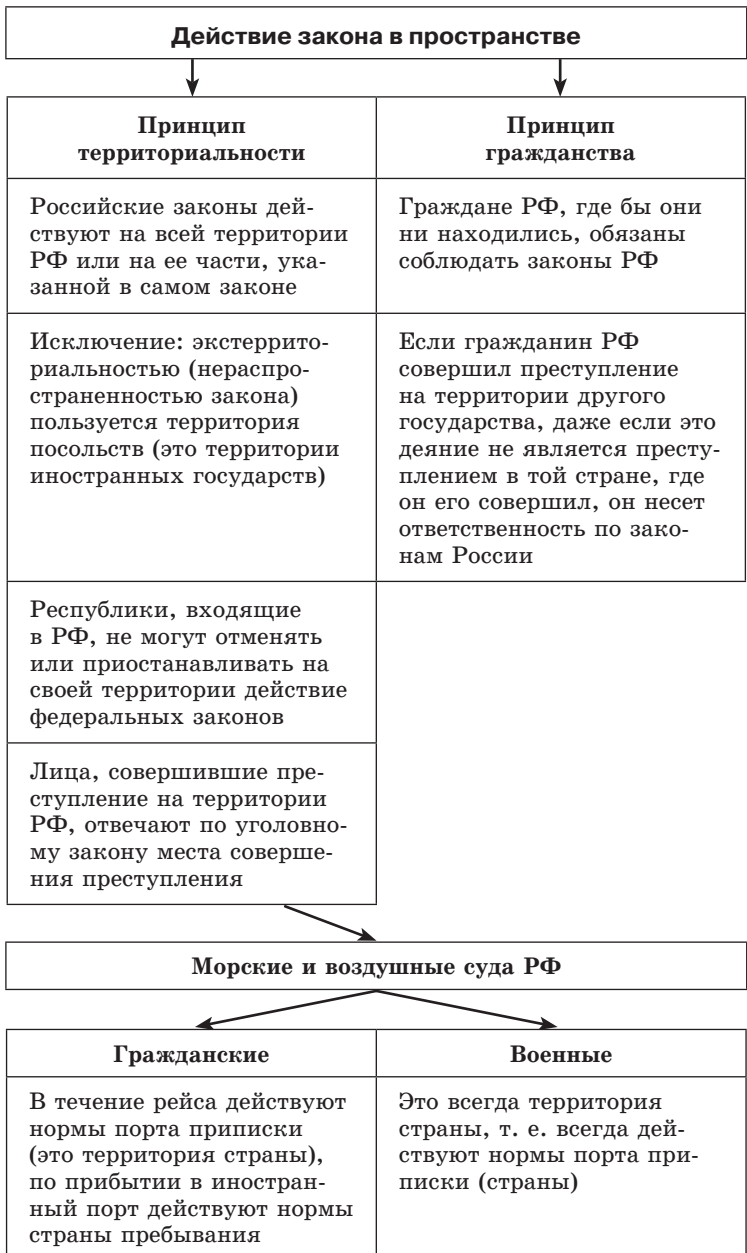 Действие закона в пространстве
Принцип
территориальности
Принцип
гражданства
Российские законы дей-
ствуют на всей территории
РФ или на ее части, ука-
занной в самом законе
Граждане РФ, где бы они
ни находились, обязаны
соблюдать законы РФ
Исключение: экстеррито-
риальностью (нераспро-
страненностью закона)
пользуется территория
посольств (это территории
иностранных государств)
Если гражданин РФ
совершил преступление
на территории другого
государства, даже если это
деяние не является престу-
плением в той стране, где
он его совершил, он несет
ответственность по зако-
нам России
Республики, входящие
в РФ, не могут отменять
или приостанавливать на
своей территории действие
федеральных законов
Лица, совершившие пре-
ступление на территории
РФ, отвечают по уголовно-
му закону места соверше-
ния преступления
Морские и воздушные суда РФ
Гражданские
Военные
В течение рейса действуют
нормы порта приписки
(это территория страны),
по прибытии в иностран-
ный порт действуют нормы
страны пребывания
Это всегда территория
страны, т. е. всегда дей-
ствуют нормы порта при-
писки (страны)